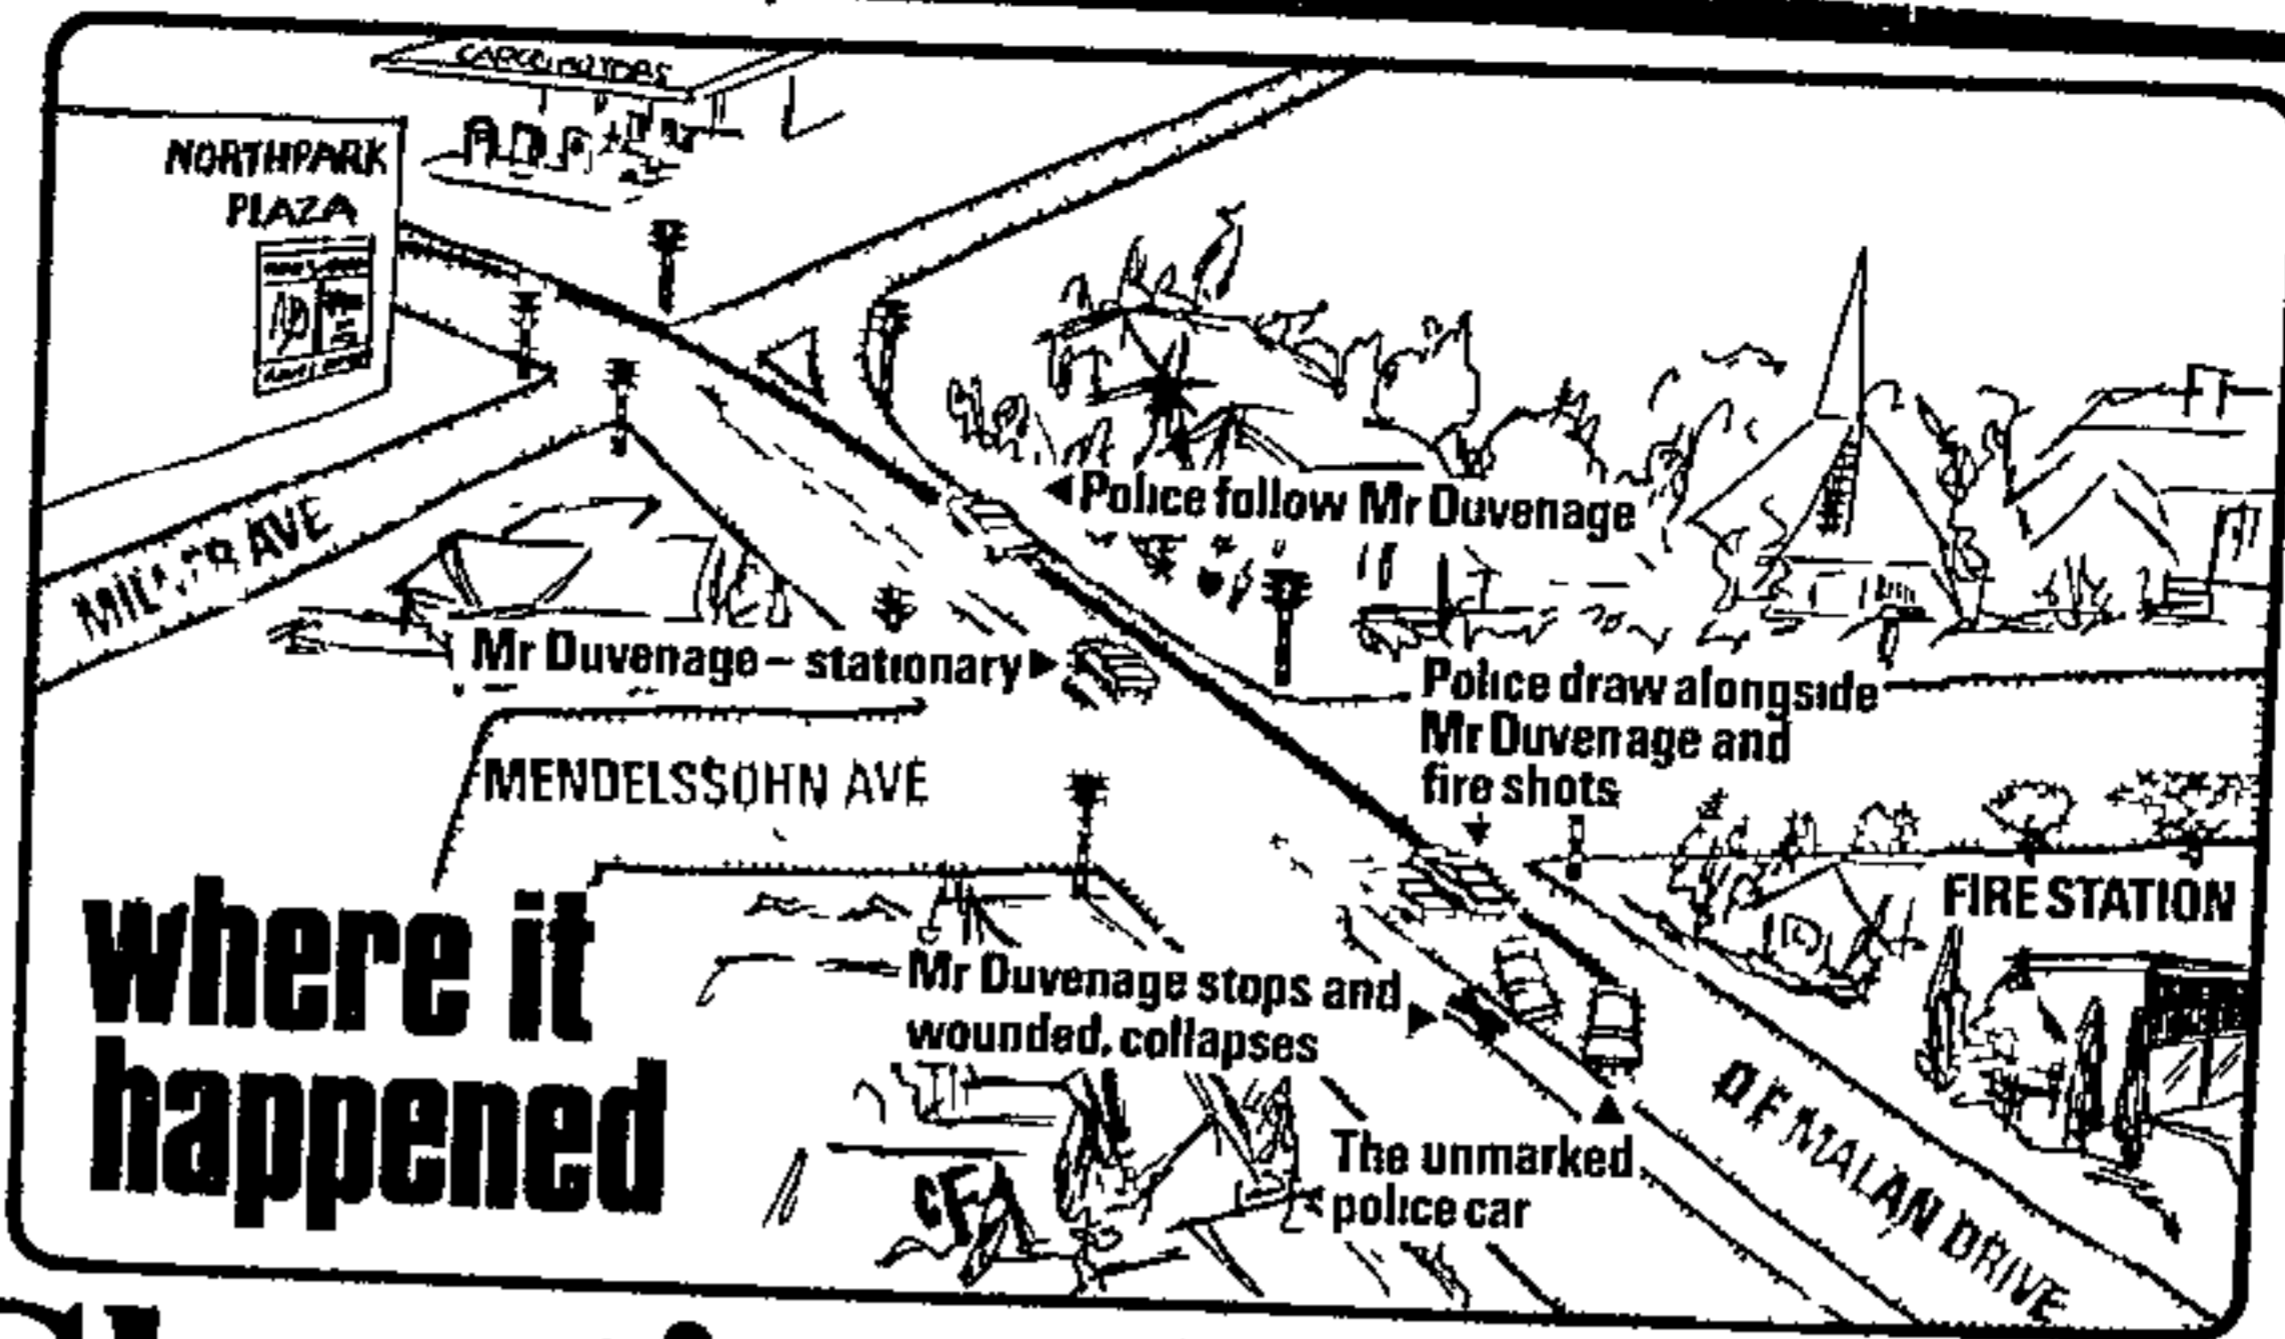 NORTHPARK
PLAZA
AVE
Police follow Mr Duvenage
Mr Duvenage – stationary
Police draw alongside
Mr Duvenage and
fire shots
MENDELSSOHN AVE
FIRE STATION
where it
happened
Mr Duvenage stops and
wounded, collapses
The unmarked
police car
DF MALAN DRIVE